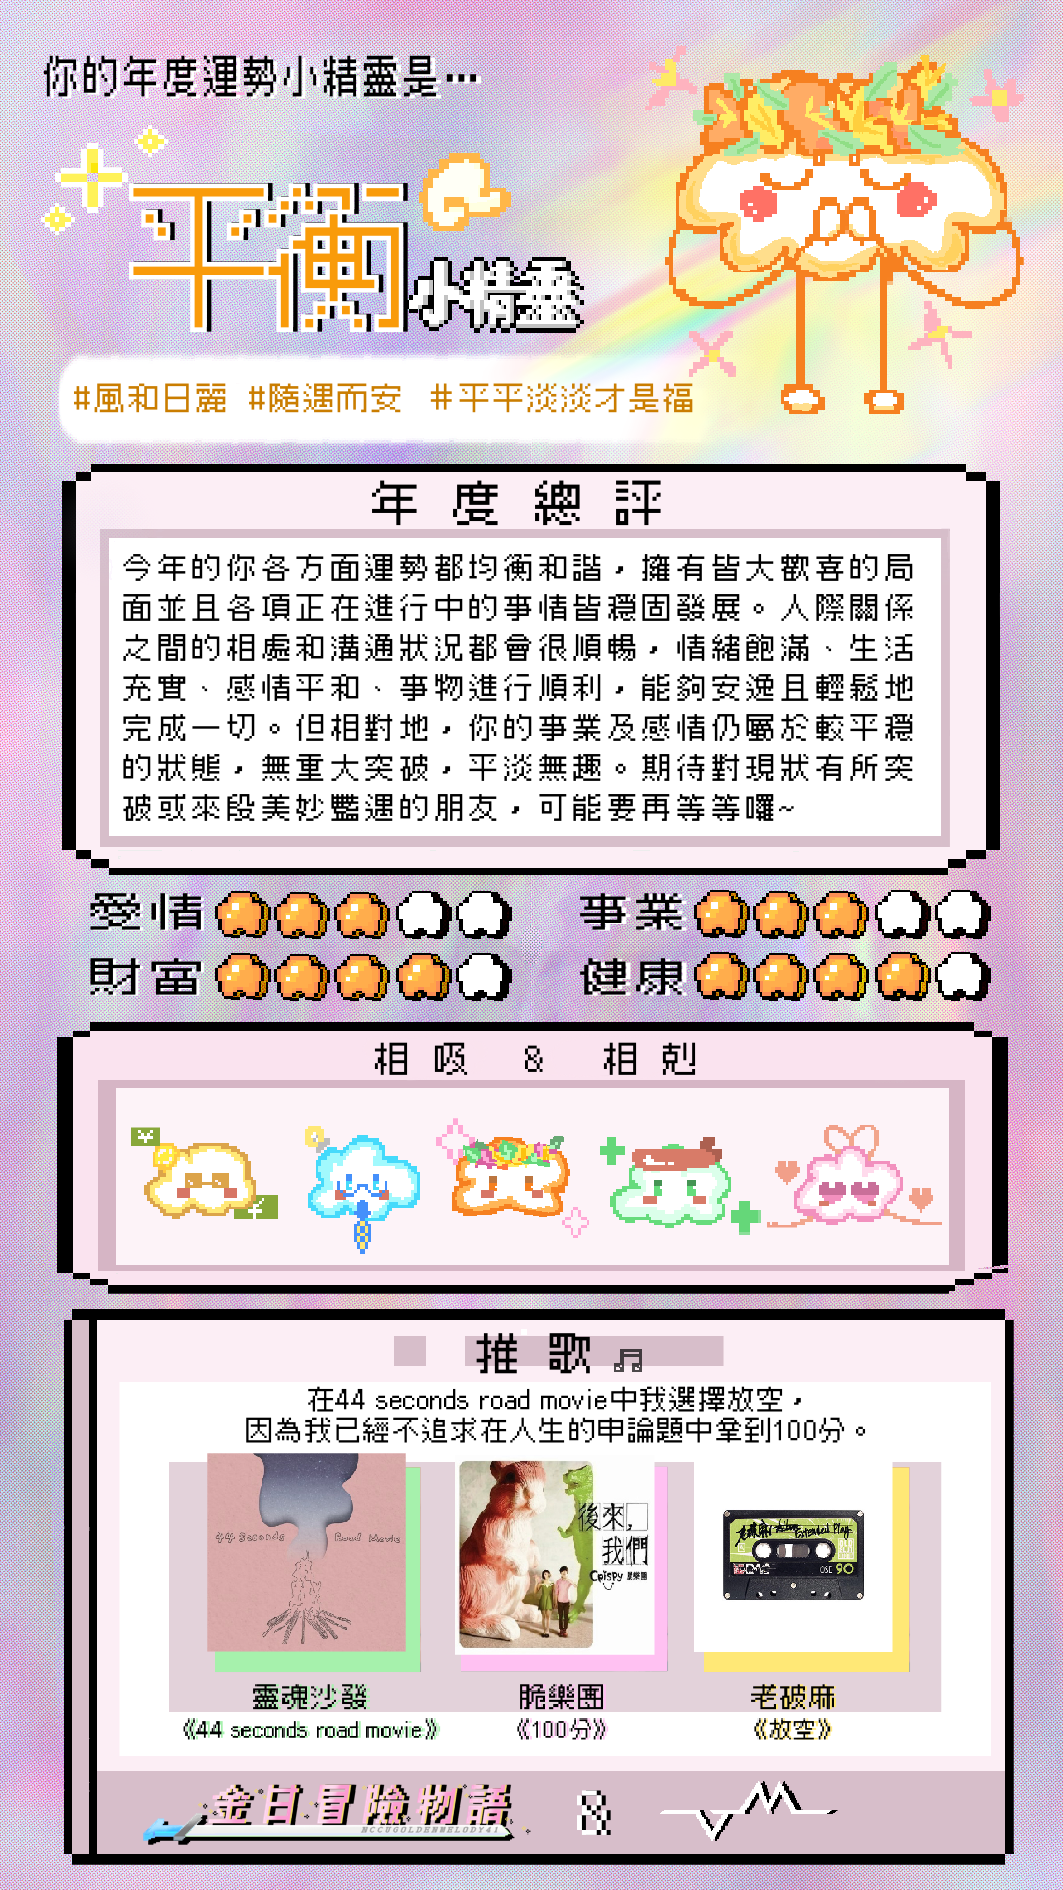 你的年度運勢小精靈是…
平衡小精靈
#風和日麗 #隨遇而安 #平平淡淡才是福
年度總評
今年的你各方面運勢都均衡和諧，擁有皆大歡喜的局
面並且各項正在進行中的事情皆穩固發展。人際關係
之間的相處和溝通狀況都會很順暢，情緒飽滿、生活
充實、感情平和、事物進行順利，能夠安逸且輕鬆地
完成一切。但相對地，你的事業及感情仍屬於較平穩
的狀態，無重大突破，平淡無趣。期待對現狀有所突
破或來段美妙豔遇的朋友，可能要再等等囉~
愛情 事業
財富 健康
相吸 & 相剋
推歌
在44 seconds road movie中我選擇放空，
因為我已經不追求在人生的申論題中拿到100分。
44 Seconds Road Movie
後來，
我們
Crispy 脆樂團
Extended Play
OSE 90
靈魂沙發 脆樂團 老破麻
《44 seconds road movie》 《100分》 《放空》
金目冒險物語 &
NCCUGOLDENMELODY41